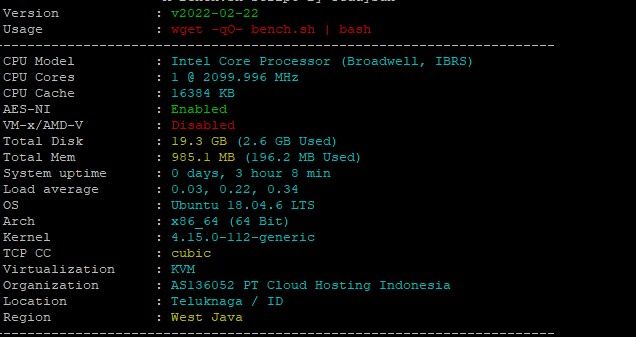 Version : v2022-02-22
Usage : wget -qO- bench.sh | bash
----------------------------------------------------------------------
CPU Model : Intel Core Processor (Broadwell, IBRS)
CPU Cores : 1 @ 2099.996 MHz
CPU Cache : 16384 KB
AES-NI : Enabled
VM-x/AMD-V : Disabled
Total Disk : 19.3 GB (2.6 GB Used)
Total Mem : 985.1 MB (196.2 MB Used)
System uptime : 0 days, 3 hour 8 min
Load average : 0.03, 0.22, 0.34
OS : Ubuntu 18.04.6 LTS
Arch : x86_64 (64 Bit)
Kernel : 4.15.0-112-generic
TCP CC : cubic
Virtualization : KVM
Organization : AS136052 PT Cloud Hosting Indonesia
Location : Teluknaga / ID
Region : West Java
----------------------------------------------------------------------